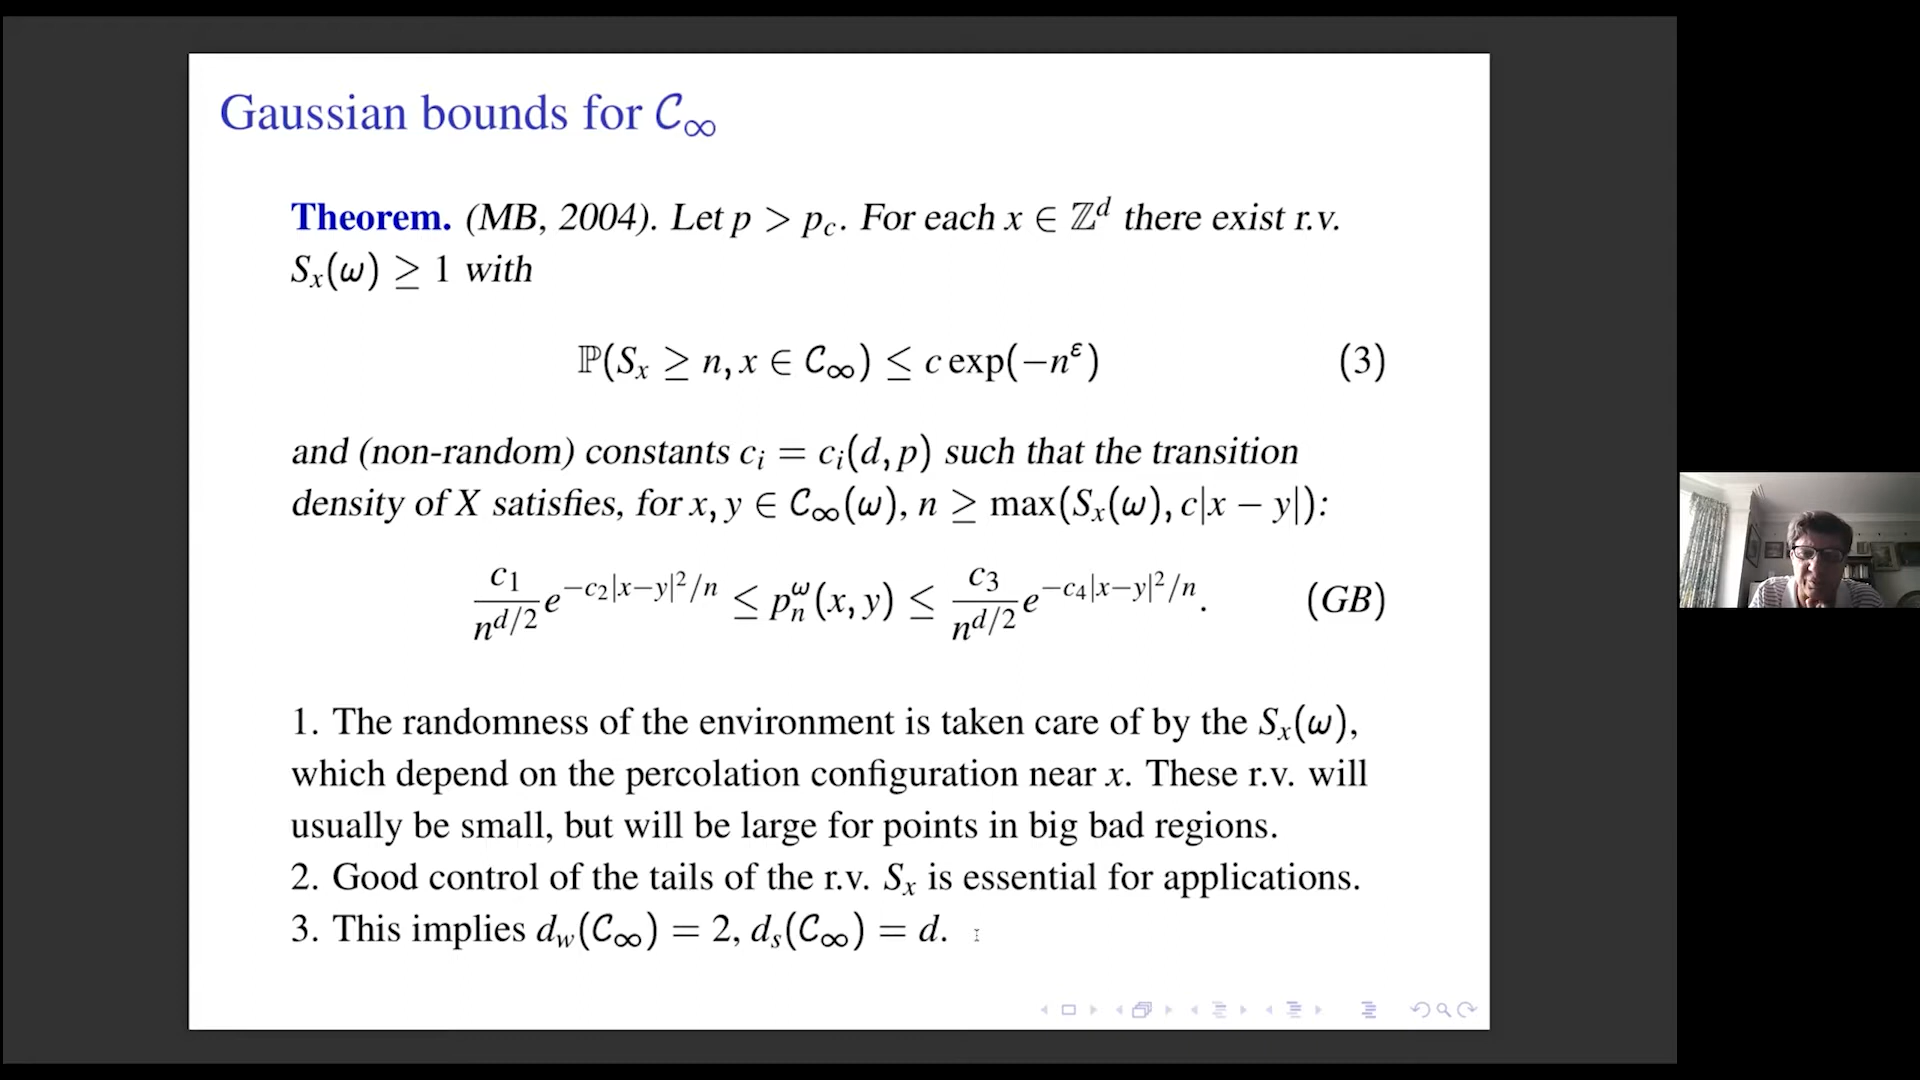 Gaussian bounds for 𝒞∞
Theorem. (MB, 2004). Let p > p_c. For each x ∈ ℤ^d there exist r.v.
S_x(ω) ≥ 1 with
ℙ(S_x ≥ n, x ∈ 𝒞∞) ≤ c exp(−n^ε) (3)
and (non-random) constants c_i = c_i(d, p) such that the transition
density of X satisfies, for x, y ∈ 𝒞∞(ω), n ≥ max(S_x(ω), c|x − y|):
c_1/n^{d/2} e^{−c_2|x−y|²/n} ≤ p_n^ω(x, y) ≤ c_3/n^{d/2} e^{−c_4|x−y|²/n}. (GB)
1. The randomness of the environment is taken care of by the S_x(ω),
which depend on the percolation configuration near x. These r.v. will
usually be small, but will be large for points in big bad regions.
2. Good control of the tails of the r.v. S_x is essential for applications.
3. This implies d_w(𝒞∞) = 2, d_s(𝒞∞) = d.